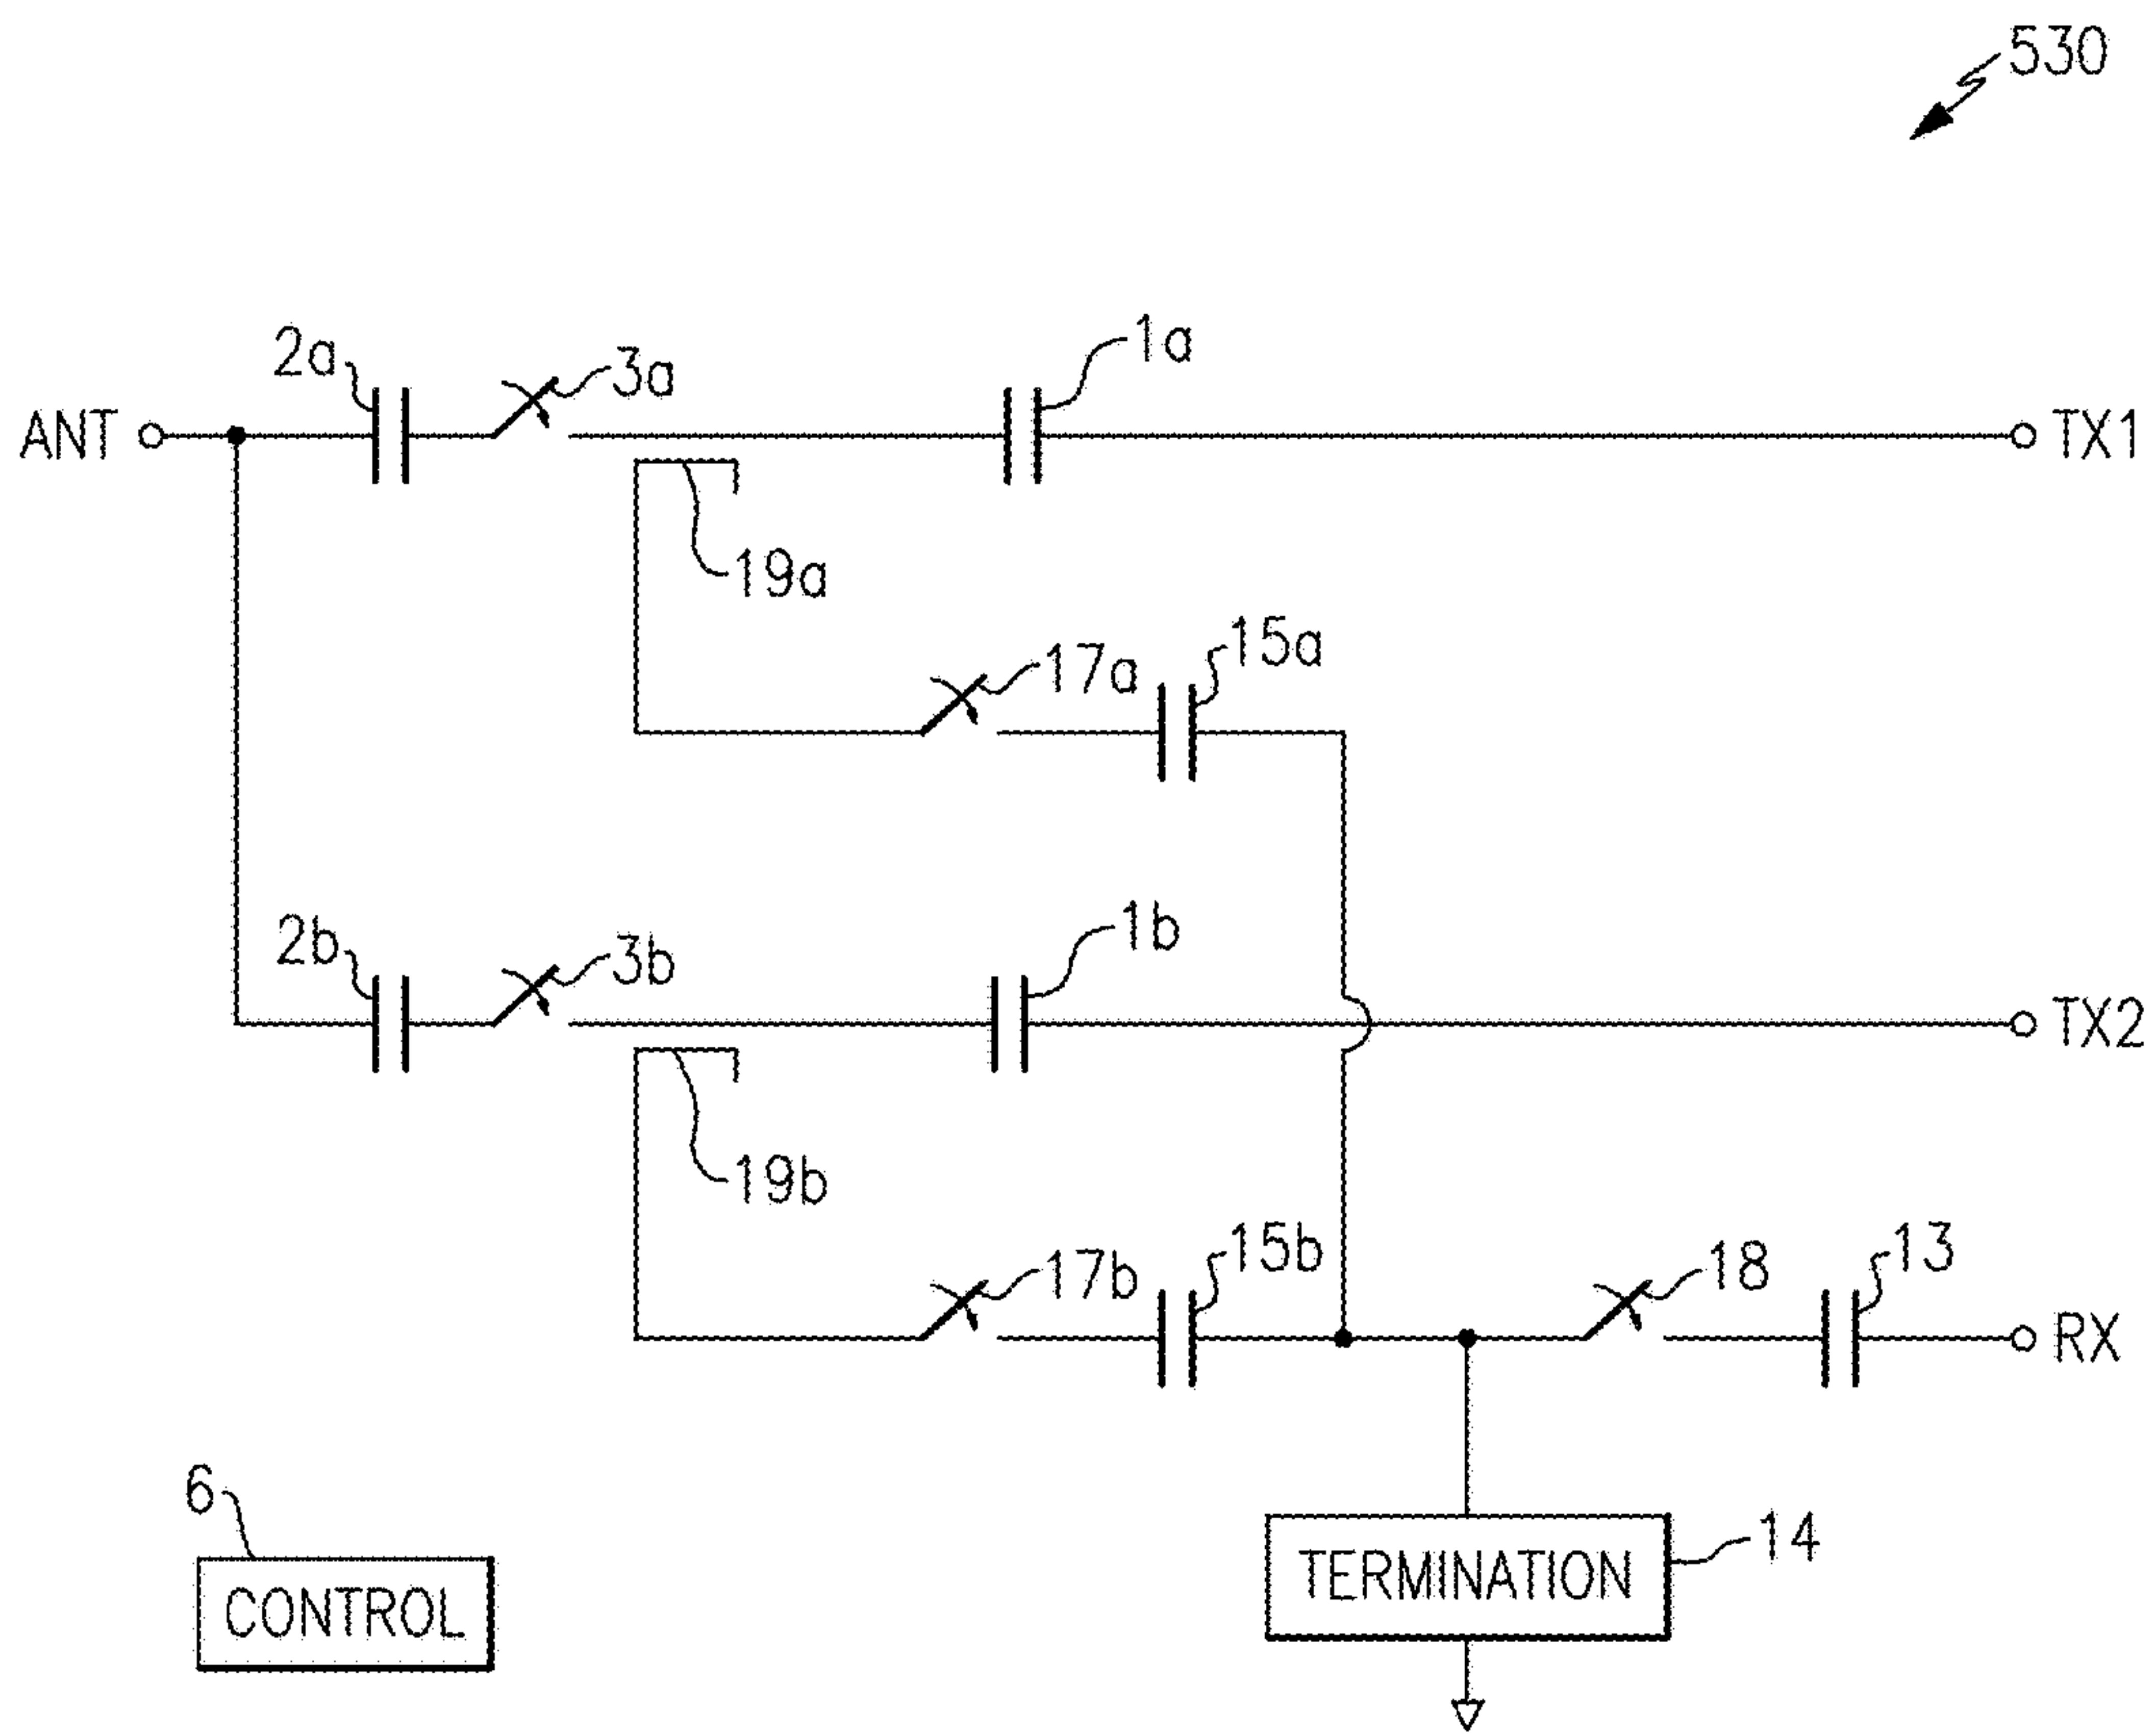 530
2a
3a
1a
ANT
TX1
19a
17a
15a
2b
3b
1b
TX2
19b
17b
15b
18
13
RX
6
CONTROL
TERMINATION
14